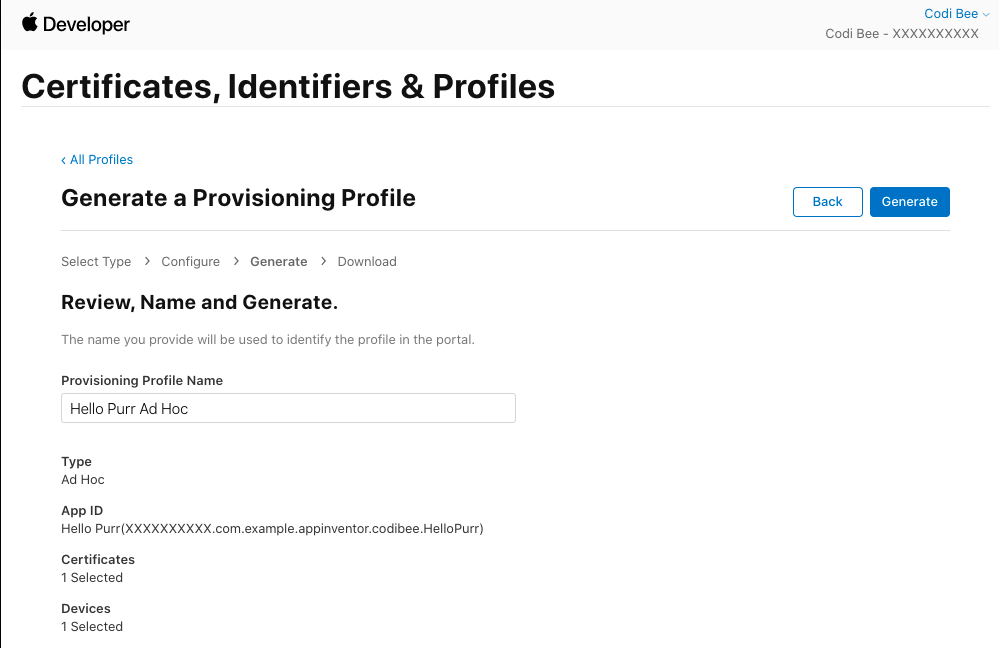 Developer
Codi Bee
Codi Bee - XXXXXXXXXX
Certificates, Identifiers & Profiles
‹ All Profiles
Generate a Provisioning Profile
Back
Generate
Select Type > Configure > Generate > Download
Review, Name and Generate.
The name you provide will be used to identify the profile in the portal.
Provisioning Profile Name
Hello Purr Ad Hoc
Type
Ad Hoc
App ID
Hello Purr(XXXXXXXXXX.com.example.appinventor.codibee.HelloPurr)
Certificates
1 Selected
Devices
1 Selected